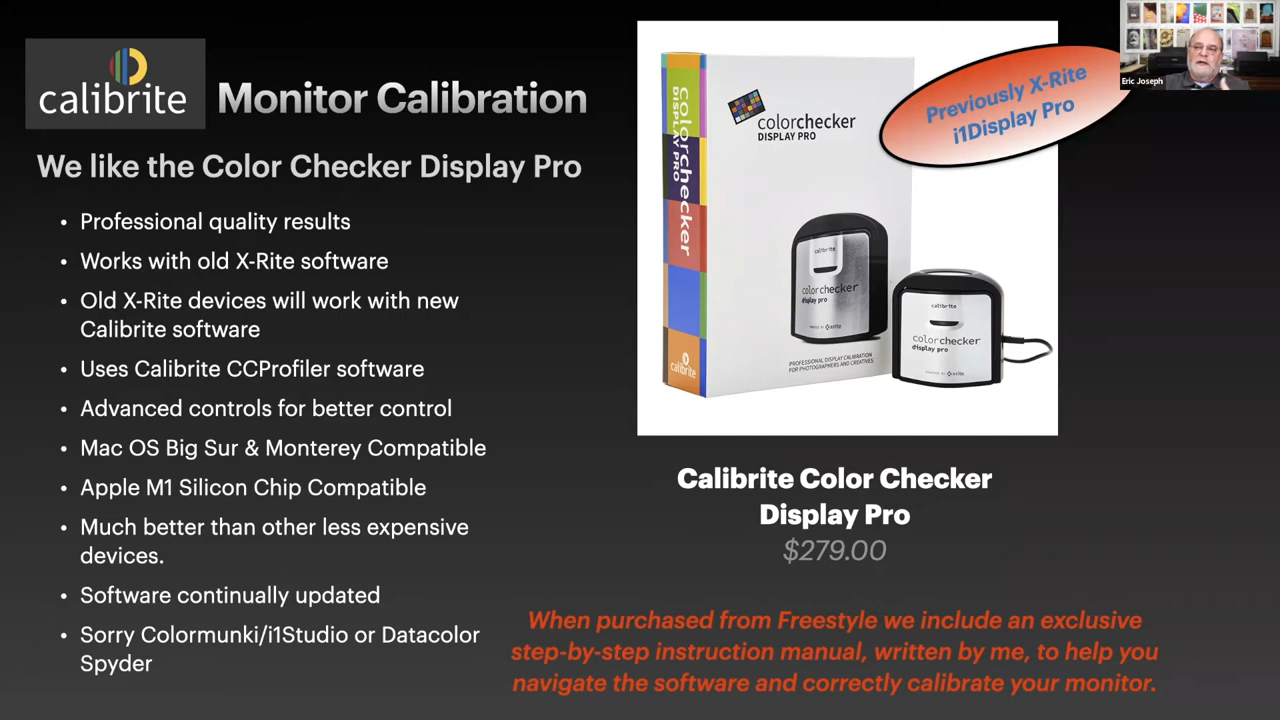 calibrite
Monitor Calibration
We like the Color Checker Display Pro
• Professional quality results
• Works with old X-Rite software
• Old X-Rite devices will work with new
Calibrite software
• Uses Calibrite CCProfiler software
• Advanced controls for better control
• Mac OS Big Sur & Monterey Compatible
• Apple M1 Silicon Chip Compatible
• Much better than other less expensive
devices.
• Software continually updated
• Sorry Colormunki/i1Studio or Datacolor
Spyder
colorchecker
DISPLAY PRO
calibrite
colorchecker
DISPLAY PRO
calibrite
colorchecker
display pro
POWERED BY x-rite
PROFESSIONAL DISPLAY CALIBRATION
FOR PHOTOGRAPHERS AND CREATIVES
calibrite
colorchecker
display pro
POWERED BY x-rite
Previously X-Rite
i1Display Pro
Eric Joseph
Calibrite Color Checker
Display Pro
$279.00
When purchased from Freestyle we include an exclusive
step-by-step instruction manual, written by me, to help you
navigate the software and correctly calibrate your monitor.